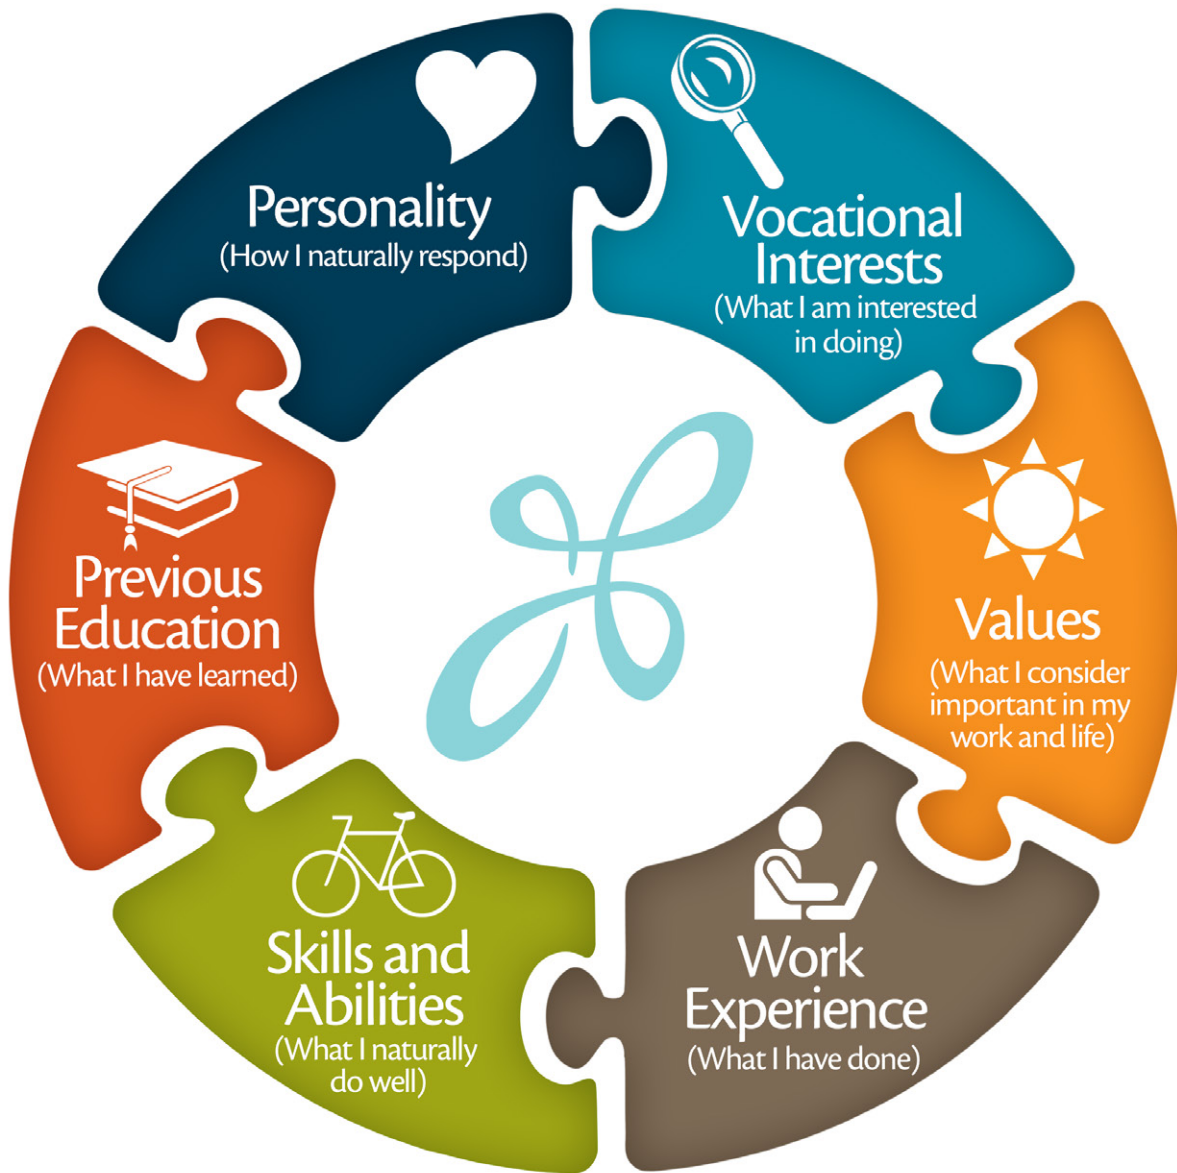 Personality
(How I naturally respond)
Vocational
Interests
(What I am interested
in doing)
Values
(What I consider
important in my
work and life)
Work
Experience
(What I have done)
Skills and
Abilities
(What I naturally
do well)
Previous
Education
(What I have learned)